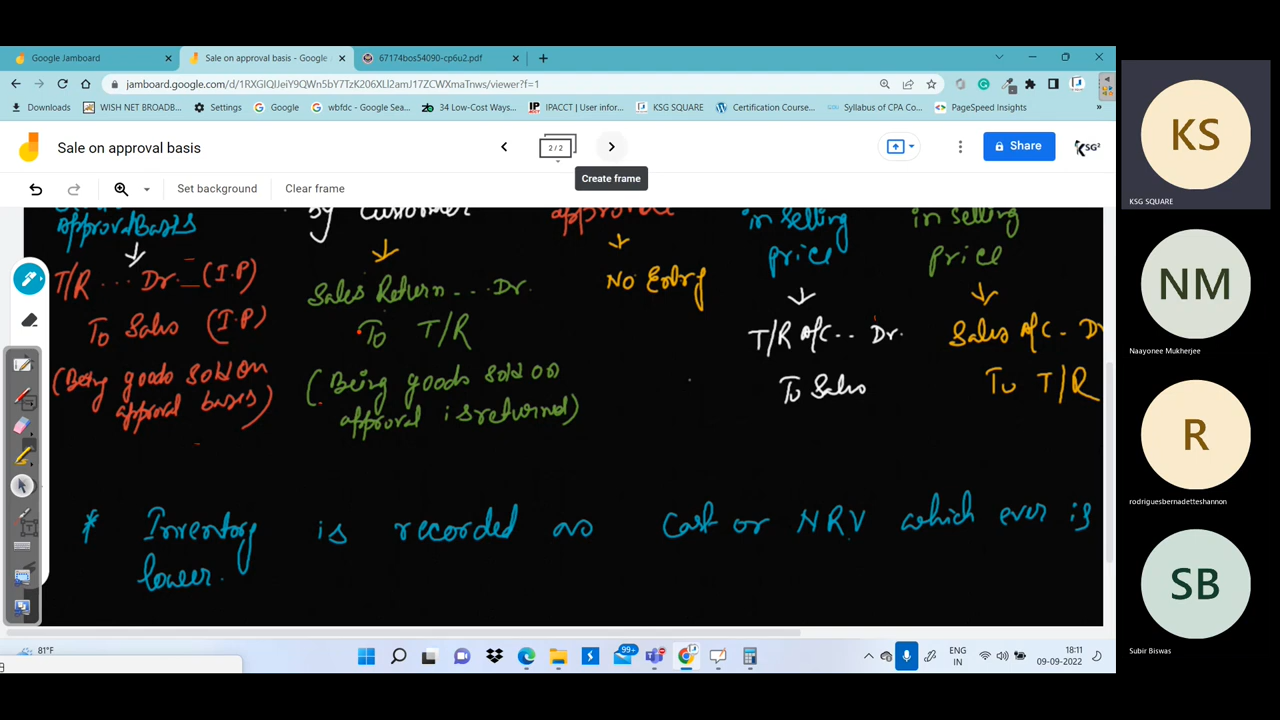 Google Jamboard
Sale on approval basis - Google
67174bos54090-cp6u2.pdf
jamboard.google.com/d/1RXGlQIJeiY9QWn5bY7TzK206XLl2amJ17ZCWXmaTnws/viewer?f=1
Downloads
WISH NET BROADB...
Settings
Google
wbfdc - Google Sea...
34 Low-Cost Ways...
IPACCT | User infor...
KSG SQUARE
Certification Course...
Syllabus of CPA Co...
PageSpeed Insights
Sale on approval basis
2 / 2
Share
KSG²
Create frame
Set background
Clear frame
Approval Basis
by Customer
approved
in selling
price
in selling
price
T/R ... Dr. (I.P)
To Sales (I.P)
(Being goods sold on
approval basis)
Sales Return ... Dr.
To T/R
(Being goods sold on
approval is returned)
No Entry
T/R A/C .. Dr.
To Sales
Sales A/C - Dr
To T/R
* Inventory is recorded as cost or NRV which ever is
lower.
81°F
99+
ENG
IN
18:11
09-09-2022
KS
KSG SQUARE
NM
Naayonee Mukherjee
R
rodriguesbernadetteshannon
SB
Subir Biswas